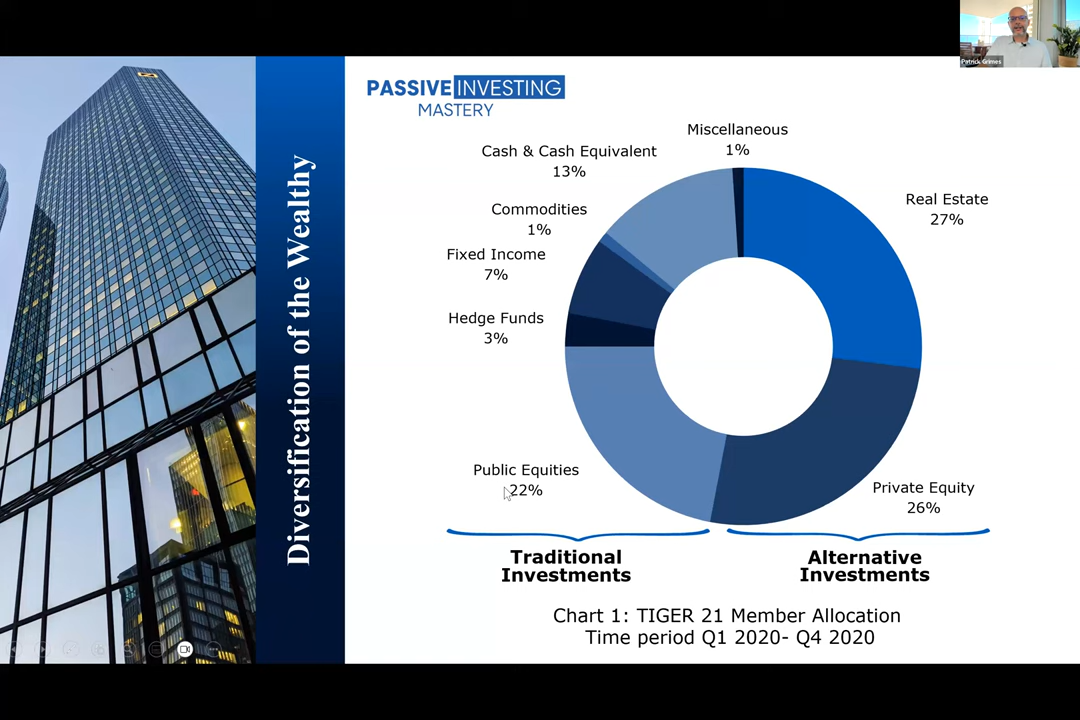 Patrick Grimes
PASSIVE INVESTING
MASTERY
Diversification of the Wealthy
Miscellaneous
1%
Cash & Cash Equivalent
13%
Real Estate
27%
Commodities
1%
Fixed Income
7%
Hedge Funds
3%
Public Equities
22%
Private Equity
26%
Traditional
Investments
Alternative
Investments
Chart 1: TIGER 21 Member Allocation
Time period Q1 2020- Q4 2020